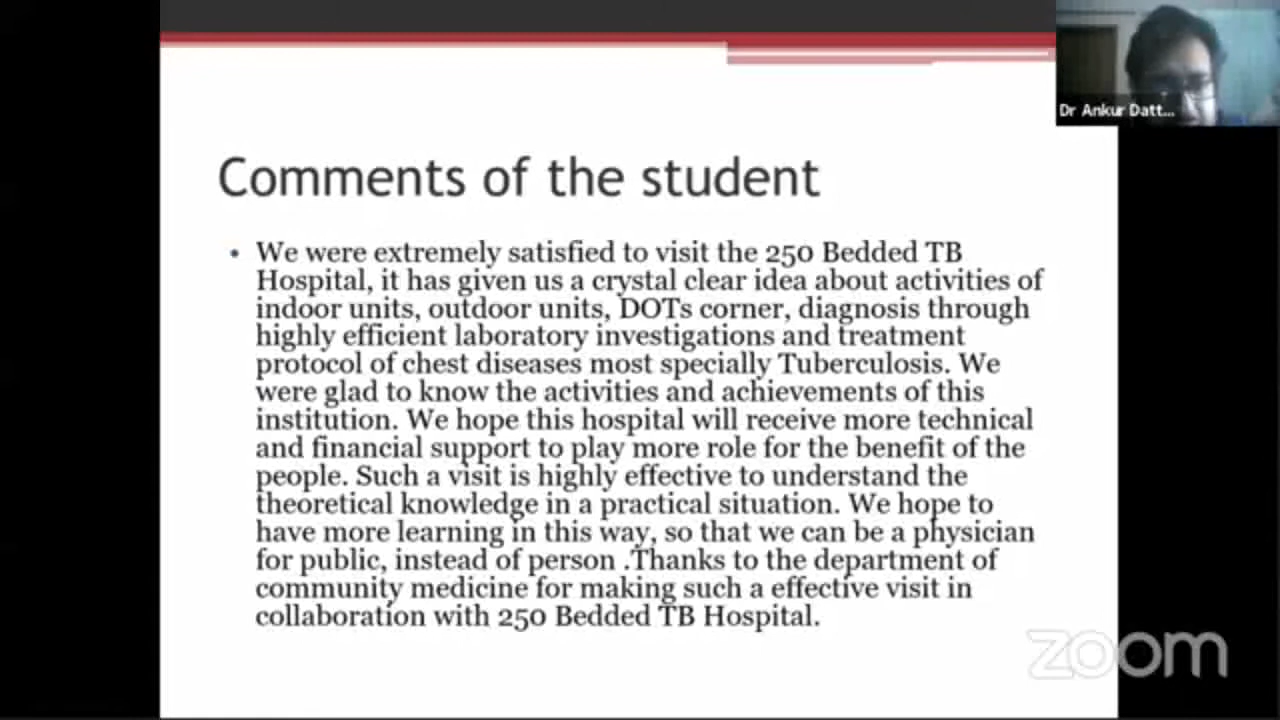 Dr Ankur Datt...
Comments of the student
• We were extremely satisfied to visit the 250 Bedded TB
Hospital, it has given us a crystal clear idea about activities of
indoor units, outdoor units, DOTs corner, diagnosis through
highly efficient laboratory investigations and treatment
protocol of chest diseases most specially Tuberculosis. We
were glad to know the activities and achievements of this
institution. We hope this hospital will receive more technical
and financial support to play more role for the benefit of the
people. Such a visit is highly effective to understand the
theoretical knowledge in a practical situation. We hope to
have more learning in this way, so that we can be a physician
for public, instead of person .Thanks to the department of
community medicine for making such a effective visit in
collaboration with 250 Bedded TB Hospital.
zoom